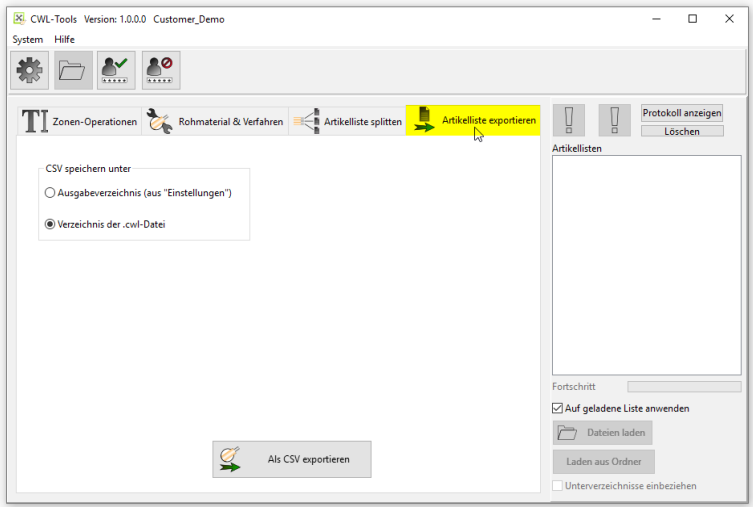 CWL-Tools Version: 1.0.0.0 Customer_Demo
System Hilfe
Zonen-Operationen
Rohmaterial & Verfahren
Artikelliste splitten
Artikelliste exportieren
Protokoll anzeigen
Löschen
Artikellisten
CSV speichern unter
Ausgabeverzeichnis (aus "Einstellungen")
Verzeichnis der .cwl-Datei
Als CSV exportieren
Fortschritt
Auf geladene Liste anwenden
Dateien laden
Laden aus Ordner
Unterverzeichnisse einbeziehen